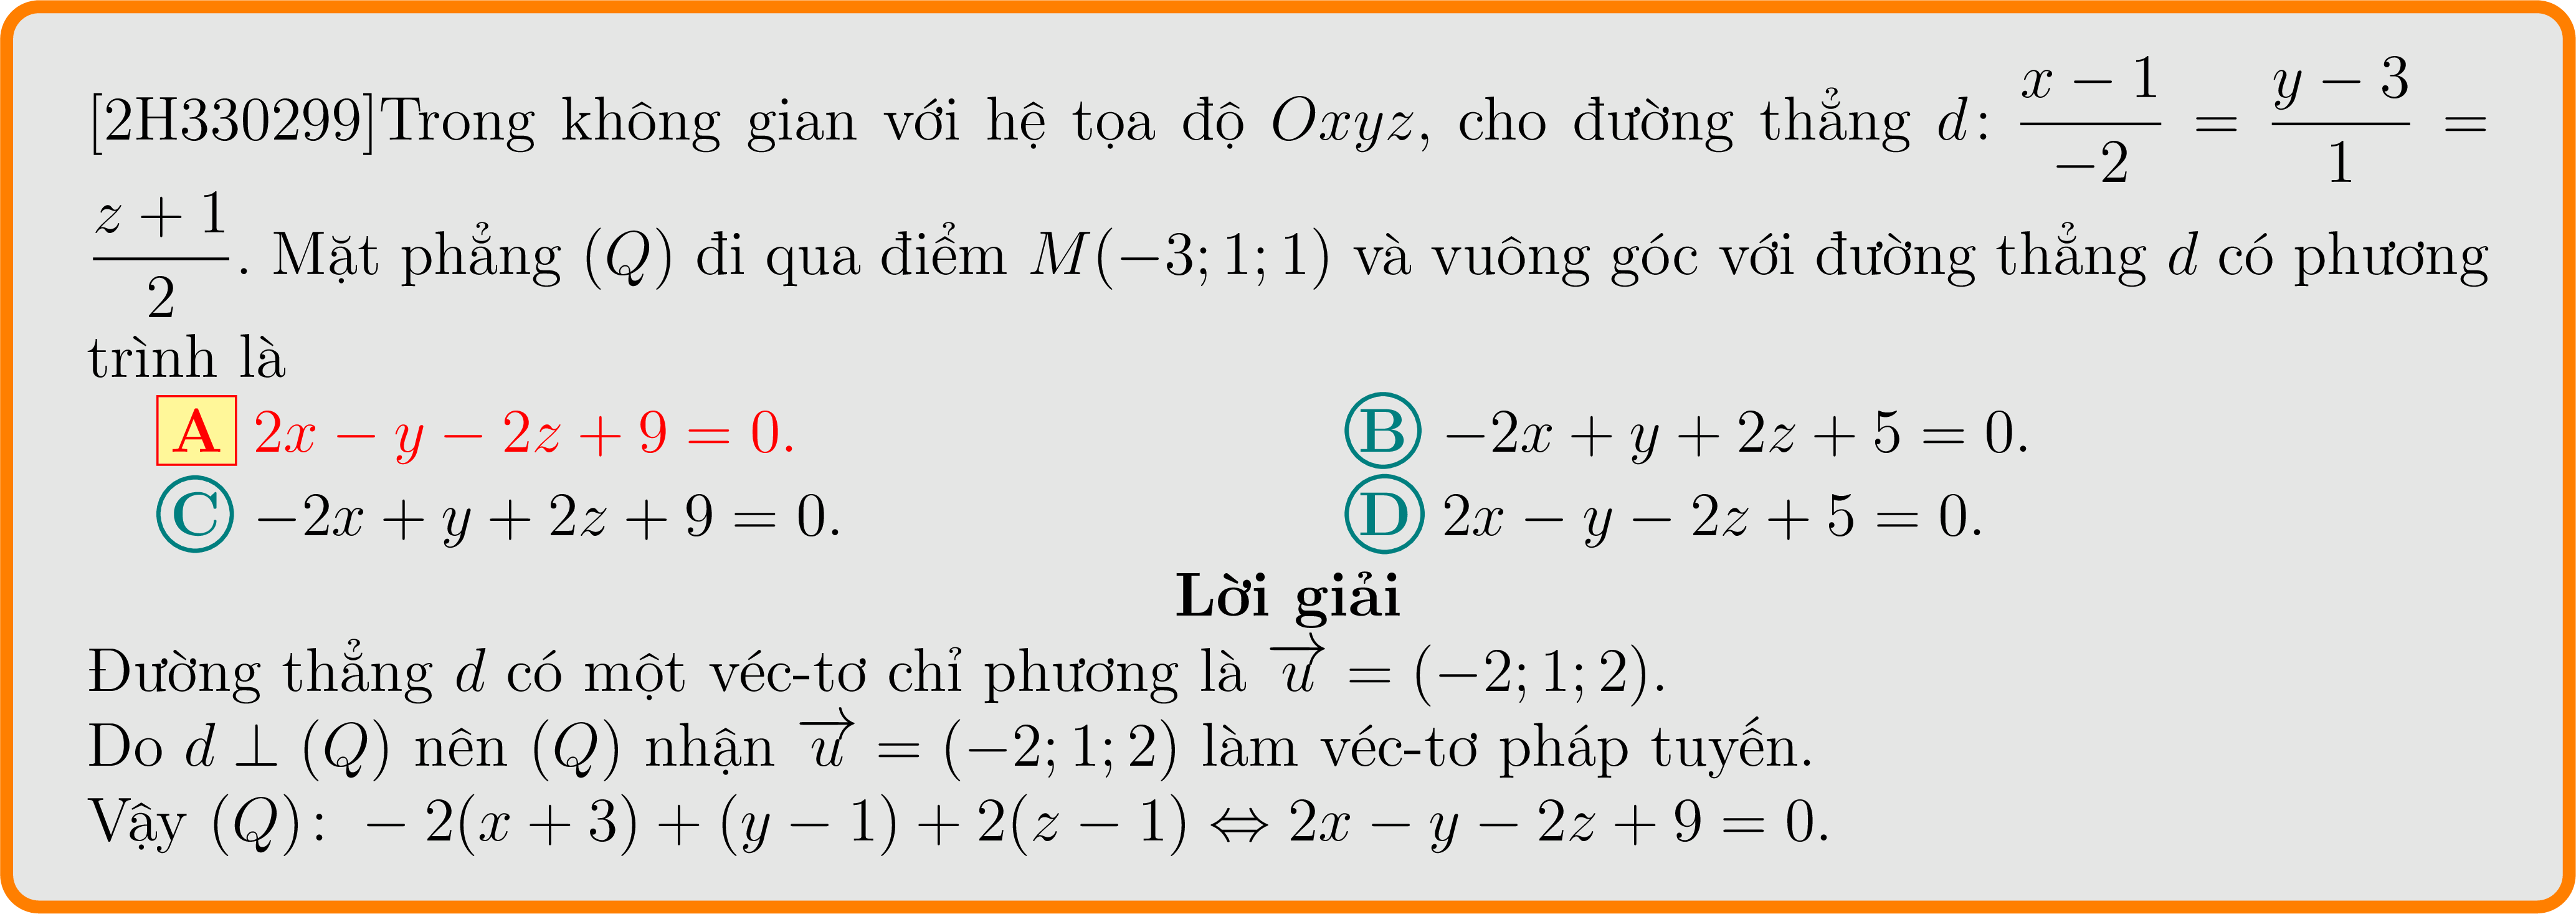 [2H330299]Trong không gian với hệ tọa độ Oxyz, cho đường thẳng d: \frac{x − 1}{−2} = \frac{y − 3}{1} =
\frac{z + 1}{2}. Mặt phẳng (Q) đi qua điểm M(−3; 1; 1) và vuông góc với đường thẳng d có phương
trình là
A 2x − y − 2z + 9 = 0. B −2x + y + 2z + 5 = 0.
C −2x + y + 2z + 9 = 0. D 2x − y − 2z + 5 = 0.
Lời giải
Đường thẳng d có một véc-tơ chỉ phương là \overrightarrow{u} = (−2; 1; 2).
Do d ⊥ (Q) nên (Q) nhận \overrightarrow{u} = (−2; 1; 2) làm véc-tơ pháp tuyến.
Vậy (Q): − 2(x + 3) + (y − 1) + 2(z − 1) ⇔ 2x − y − 2z + 9 = 0.